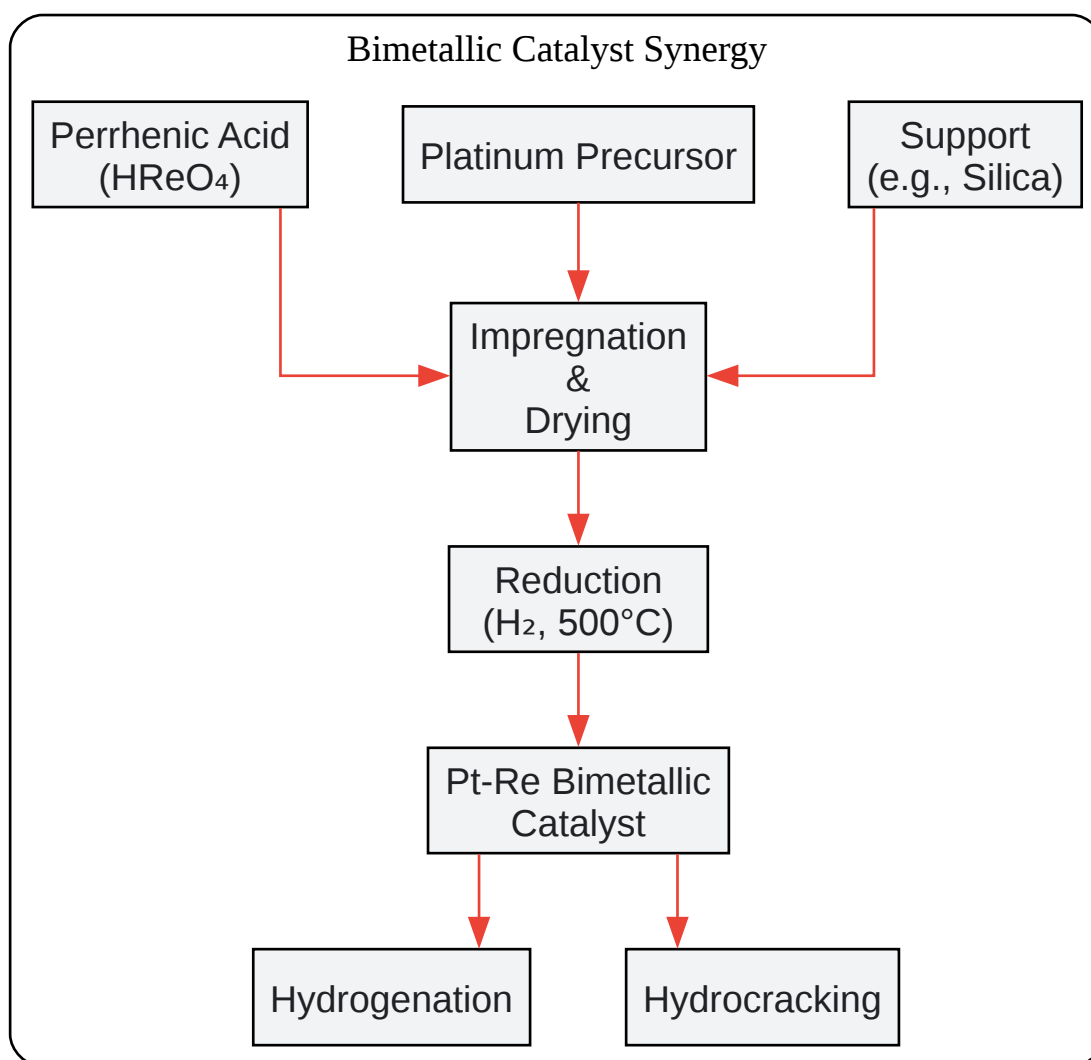 Bimetallic Catalyst Synergy
Perrhenic Acid
(HReO₄)
Platinum Precursor
Support
(e.g., Silica)
Impregnation
&
Drying
Reduction
(H₂, 500°C)
Pt-Re Bimetallic
Catalyst
Hydrogenation
Hydrocracking